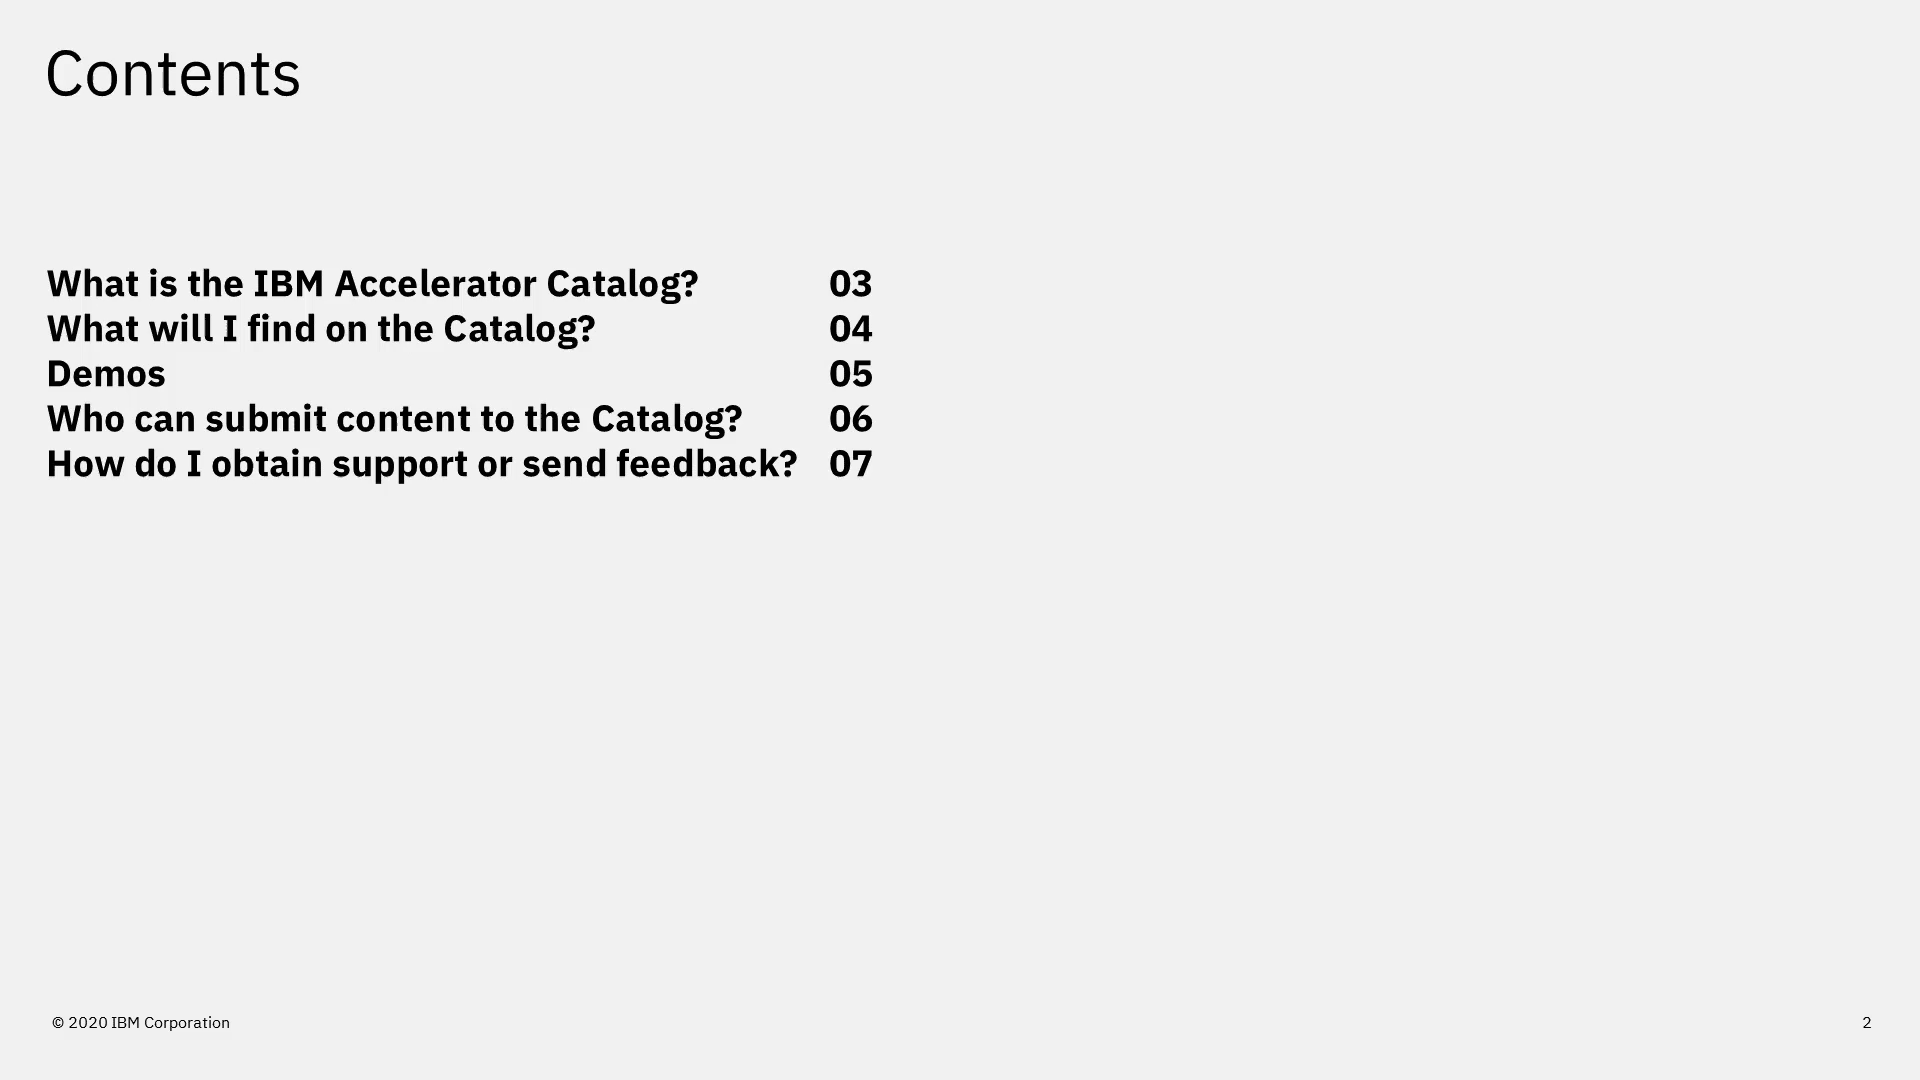 Contents
What is the IBM Accelerator Catalog? 03
What will I find on the Catalog? 04
Demos 05
Who can submit content to the Catalog? 06
How do I obtain support or send feedback? 07
© 2020 IBM Corporation 2